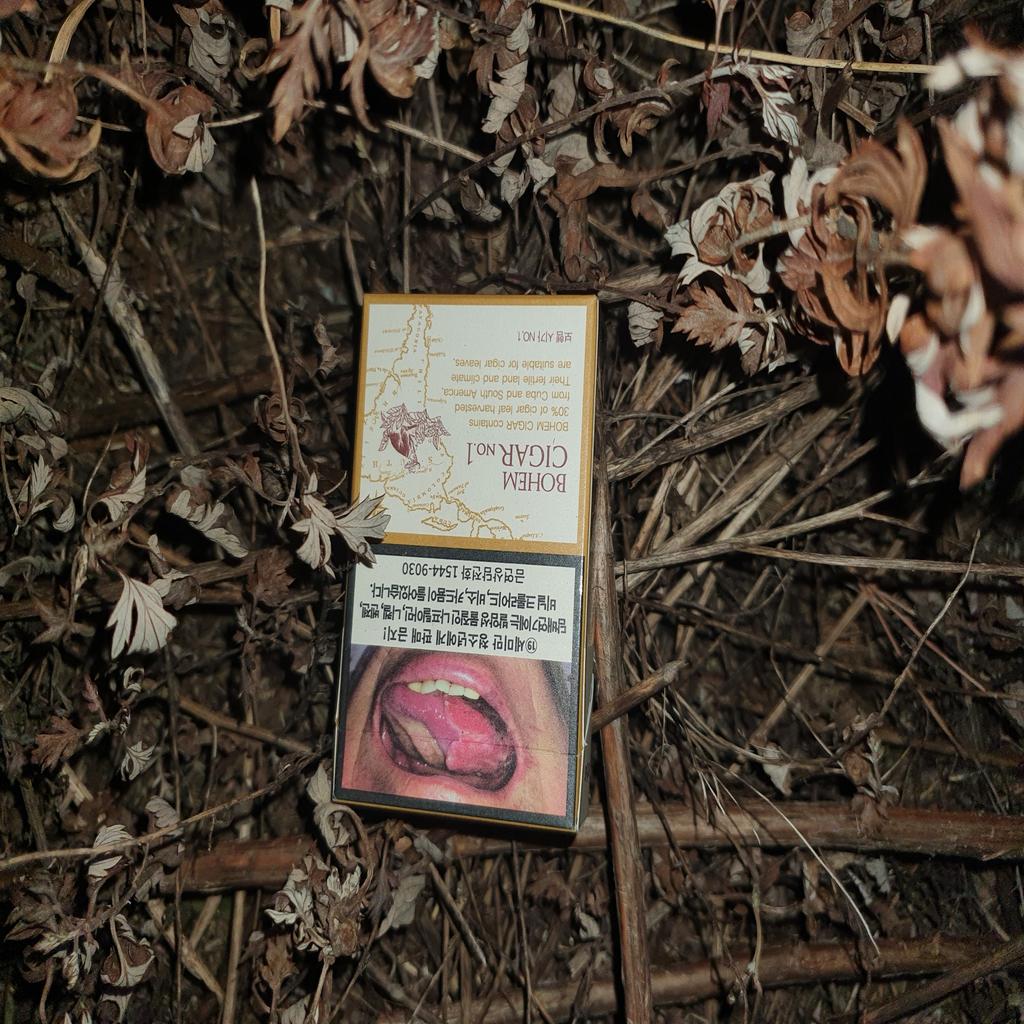 ⑲세미만 청소년에게 판매 금지!
담배연기에는 발암성 물질인 나프틸아민, 니켈, 벤젠,
비닐 크롤라이드, 비소, 카드뮴이 들어있습니다.
금연상담전화 1544-9030
BOHEM
CIGAR NO.1
BOHEM CIGAR contains
30% of cigar leaf harvested
from Cuba and South America.
Their fertile land and climate
are suitable for cigar leaves.
보헴 시가 NO.1